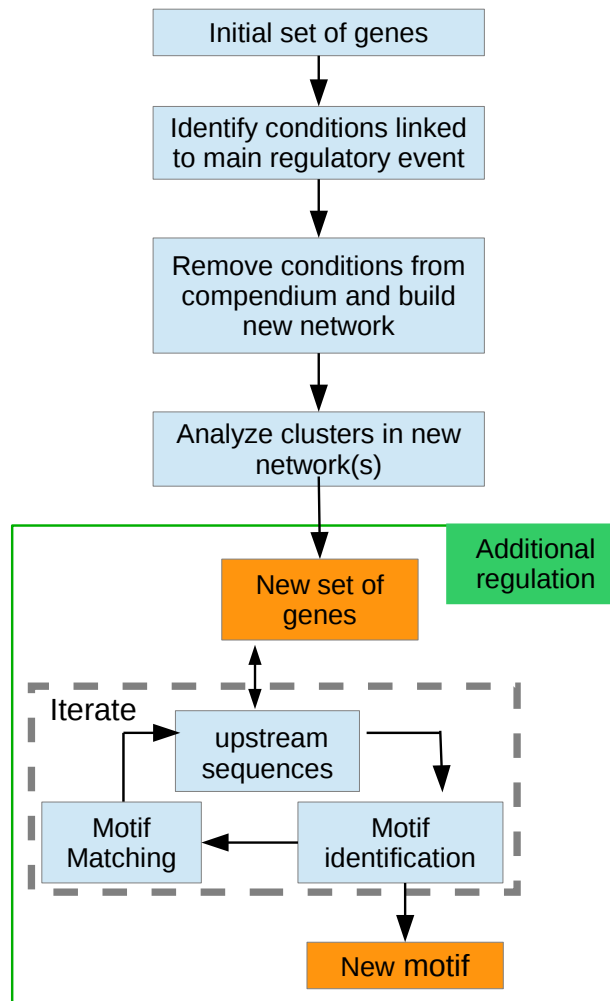 Initial set of genes
Identify conditions linked
to main regulatory event
Remove conditions from
compendium and build
new network
Analyze clusters in new
network(s)
Additional
regulation
New set of
genes
Iterate
upstream
sequences
Motif
Matching
Motif
identification
New motif